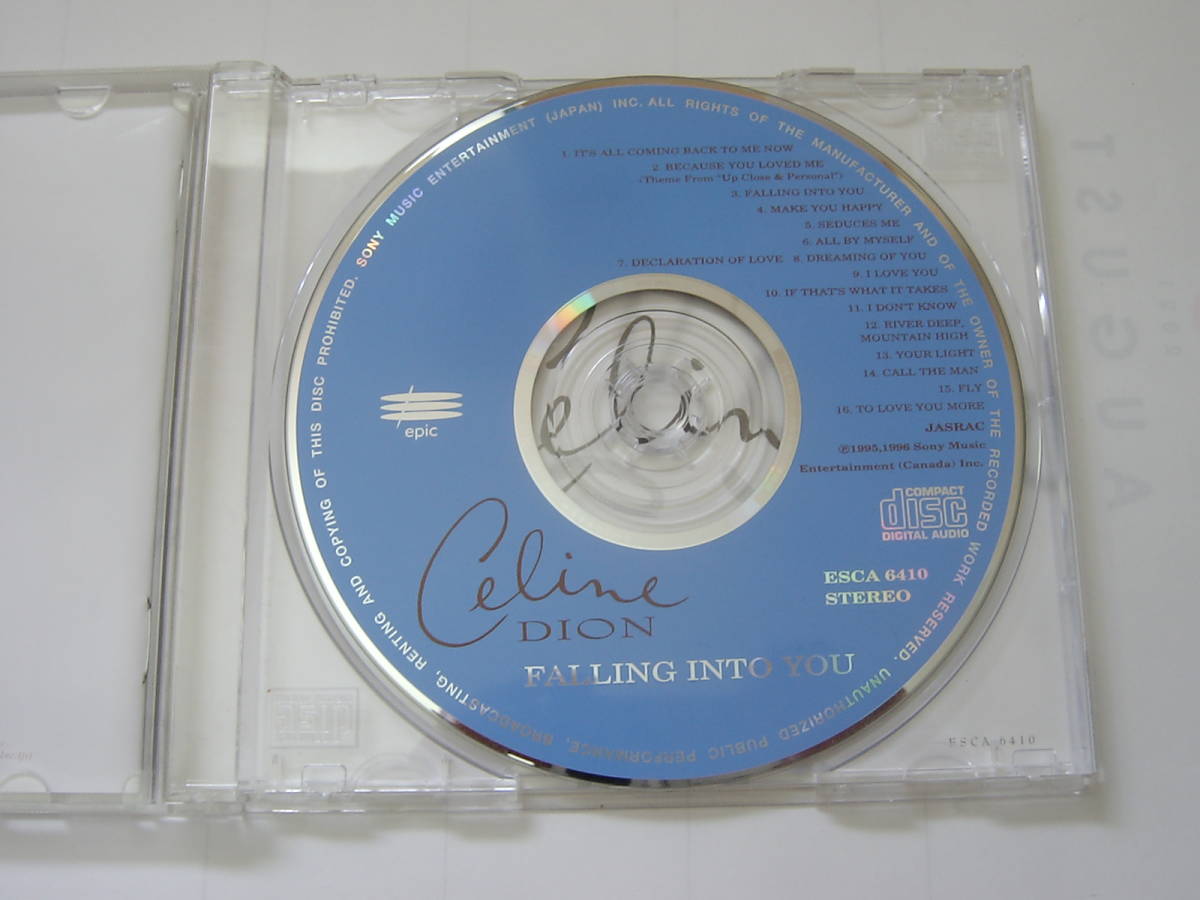 SONY MUSIC ENTERTAINMENT (JAPAN) INC. ALL RIGHTS OF THE MANUFACTURER AND OF THE OWNER OF THE RECORDED WORK RESERVED. UNAUTHORIZED PUBLIC PERFORMANCE, BROADCASTING, RENTING AND COPYING OF THIS DISC PROHIBITED.
1. IT'S ALL COMING BACK TO ME NOW
2. BECAUSE YOU LOVED ME
(Theme From "Up Close & Personal")
3. FALLING INTO YOU
4. MAKE YOU HAPPY
5. SEDUCES ME
6. ALL BY MYSELF
7. DECLARATION OF LOVE 8. DREAMING OF YOU
9. I LOVE YOU
10. IF THAT'S WHAT IT TAKES
11. I DON'T KNOW
12. RIVER DEEP,
MOUNTAIN HIGH
13. YOUR LIGHT
14. CALL THE MAN
15. FLY
16. TO LOVE YOU MORE
JASRAC
℗1995,1996 Sony Music
Entertainment (Canada) Inc.
epic
COMPACT
disc
DIGITAL AUDIO
ESCA 6410
STEREO
Celine
DION
FALLING INTO YOU
ESCA 6410
AUGUST